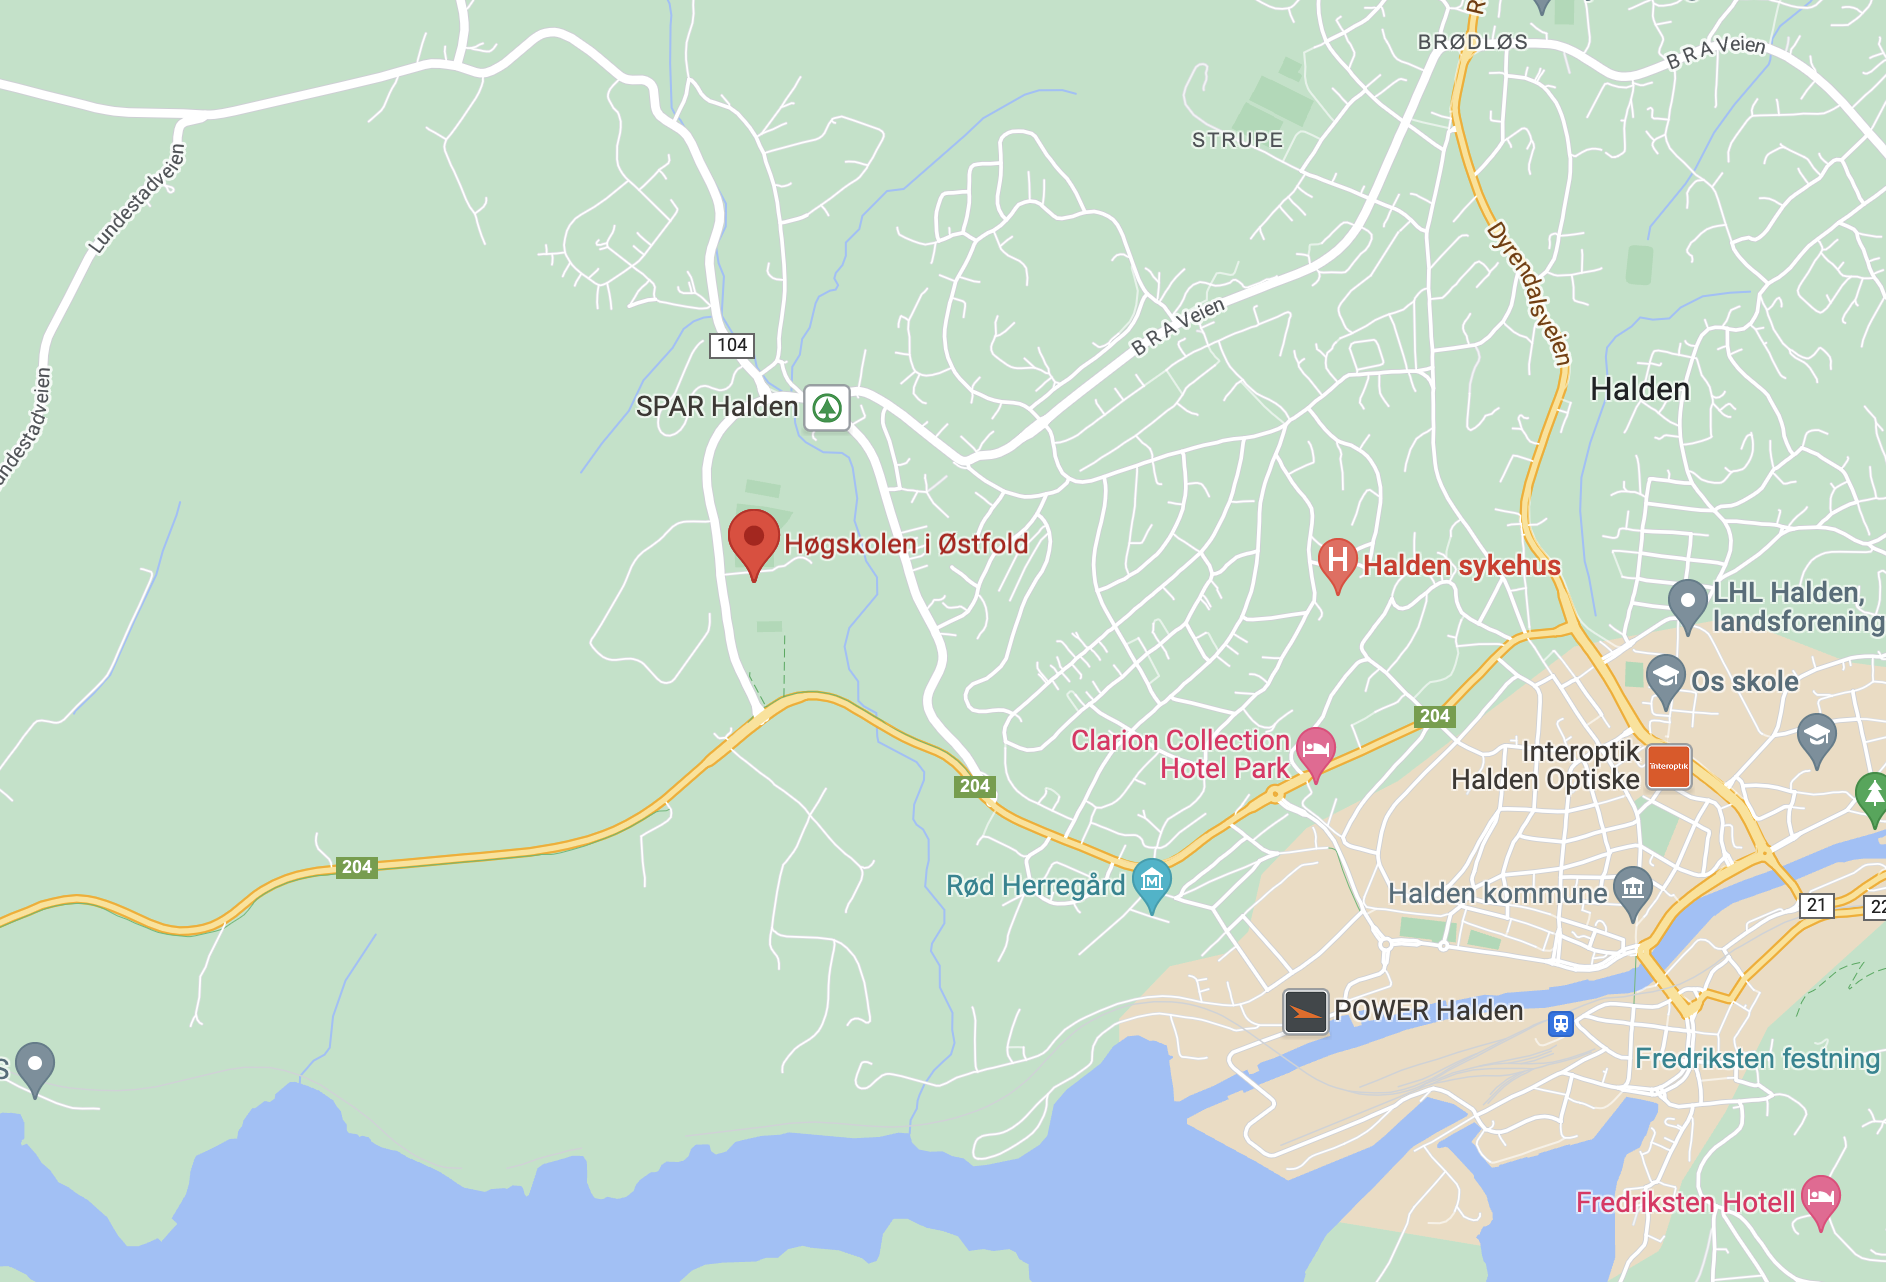 BRØDLØS
B R A Veien
STRUPE
Lundestadveien
Dyrendalsveien
B R A Veien
104
Halden
SPAR Halden
Høgskolen i Østfold
Halden sykehus
LHL Halden,
landsforening
Os skole
204
Clarion Collection
Hotel Park
Interoptik
Halden Optiske
interoptik
204
204
Rød Herregård
M
Halden kommune
21
POWER Halden
Fredriksten festning
Fredriksten Hotell
H